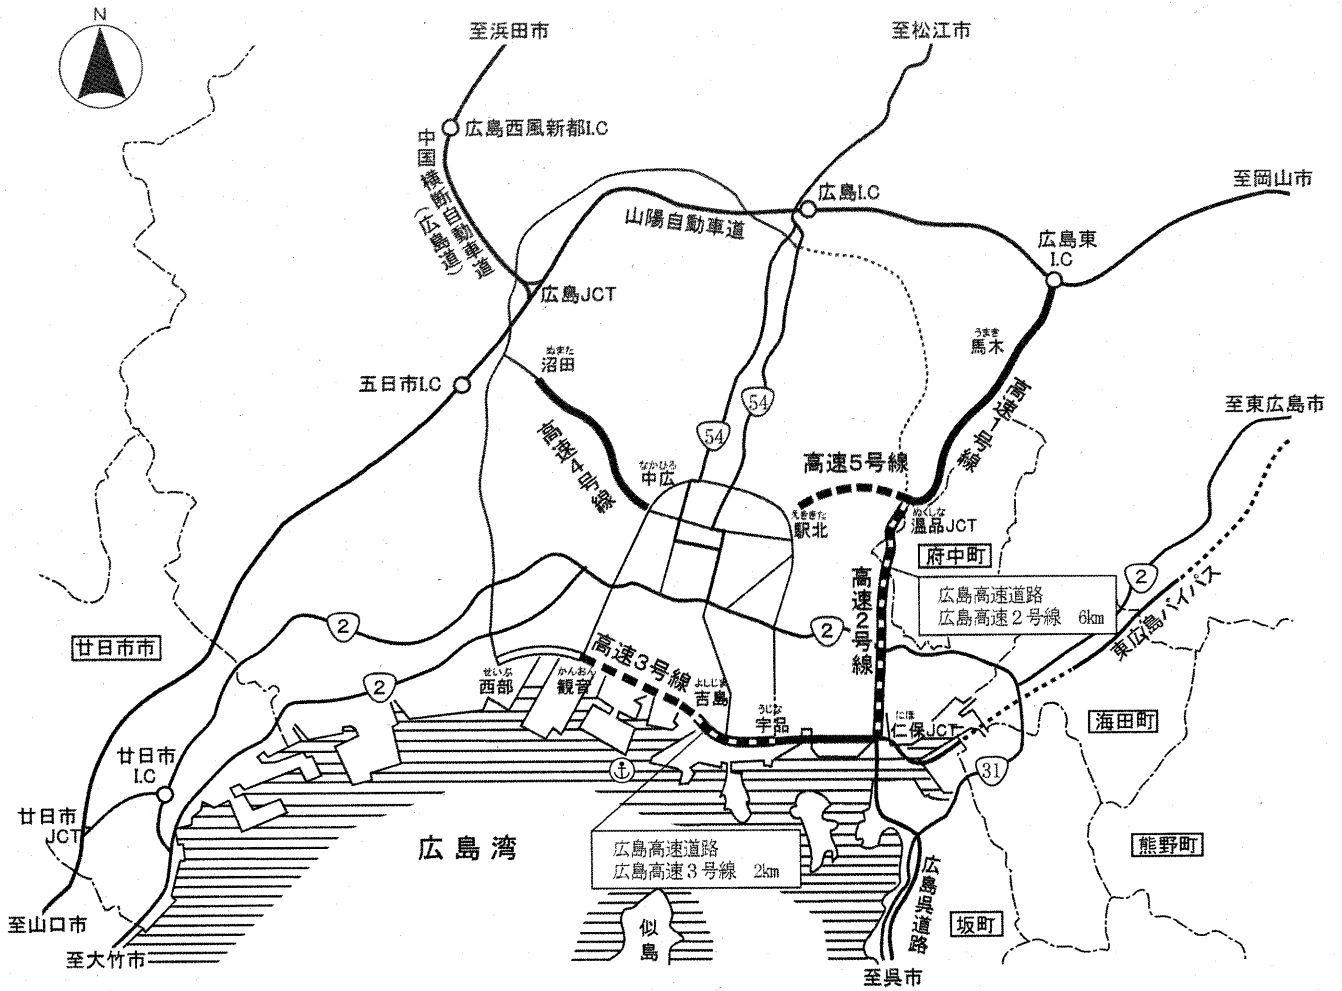 N
至浜田市
至松江市
広島西風新都I.C
中国横断自動車道
(広島道)
至岡山市
広島I.C
山陽自動車道
広島東
I.C
広島JCT
うまき
馬木
ぬまた
沼田
五日市I.C
54
54
高速1号線
至東広島市
高速4号線
なかひろ
中広
高速5号線
えききた
駅北
ぬくしな
温品JCT
府中町
高速2号線
広島高速道路
広島高速2号線 6km
2
東広島バイパス
2
2
廿日市市
高速3号線
せいぶ
西部
かんおん
観音
よしじま
吉島
2
うじな
宇品
にほ
仁保JCT
海田町
廿日市
I.C
31
廿日市
JCT
広島湾
広島高速道路
広島高速3号線 2km
熊野町
広島呉道路
至山口市
似島
坂町
至大竹市
至呉市